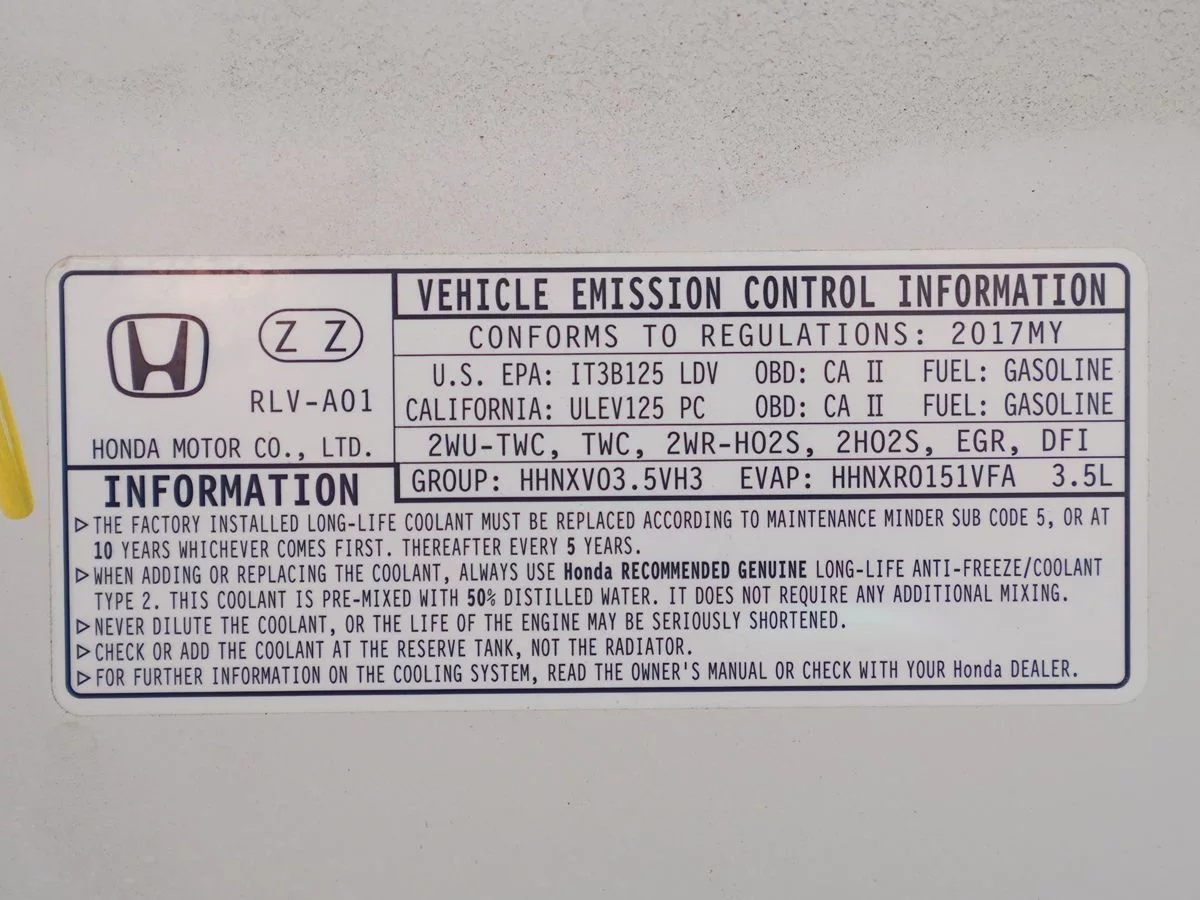 Z Z
RLV-A01
HONDA MOTOR CO., LTD.
VEHICLE EMISSION CONTROL INFORMATION
CONFORMS TO REGULATIONS: 2017MY
U.S. EPA: IT3B125 LDV OBD: CA II FUEL: GASOLINE
CALIFORNIA: ULEV125 PC OBD: CA II FUEL: GASOLINE
2WU-TWC, TWC, 2WR-HO2S, 2HO2S, EGR, DFI
GROUP: HHNXV03.5VH3 EVAP: HHNXR0151VFA 3.5L
INFORMATION
▷THE FACTORY INSTALLED LONG-LIFE COOLANT MUST BE REPLACED ACCORDING TO MAINTENANCE MINDER SUB CODE 5, OR AT
10 YEARS WHICHEVER COMES FIRST. THEREAFTER EVERY 5 YEARS.
▷WHEN ADDING OR REPLACING THE COOLANT, ALWAYS USE Honda RECOMMENDED GENUINE LONG-LIFE ANTI-FREEZE/COOLANT
TYPE 2. THIS COOLANT IS PRE-MIXED WITH 50% DISTILLED WATER. IT DOES NOT REQUIRE ANY ADDITIONAL MIXING.
▷NEVER DILUTE THE COOLANT, OR THE LIFE OF THE ENGINE MAY BE SERIOUSLY SHORTENED.
▷CHECK OR ADD THE COOLANT AT THE RESERVE TANK, NOT THE RADIATOR.
▷FOR FURTHER INFORMATION ON THE COOLING SYSTEM, READ THE OWNER'S MANUAL OR CHECK WITH YOUR Honda DEALER.